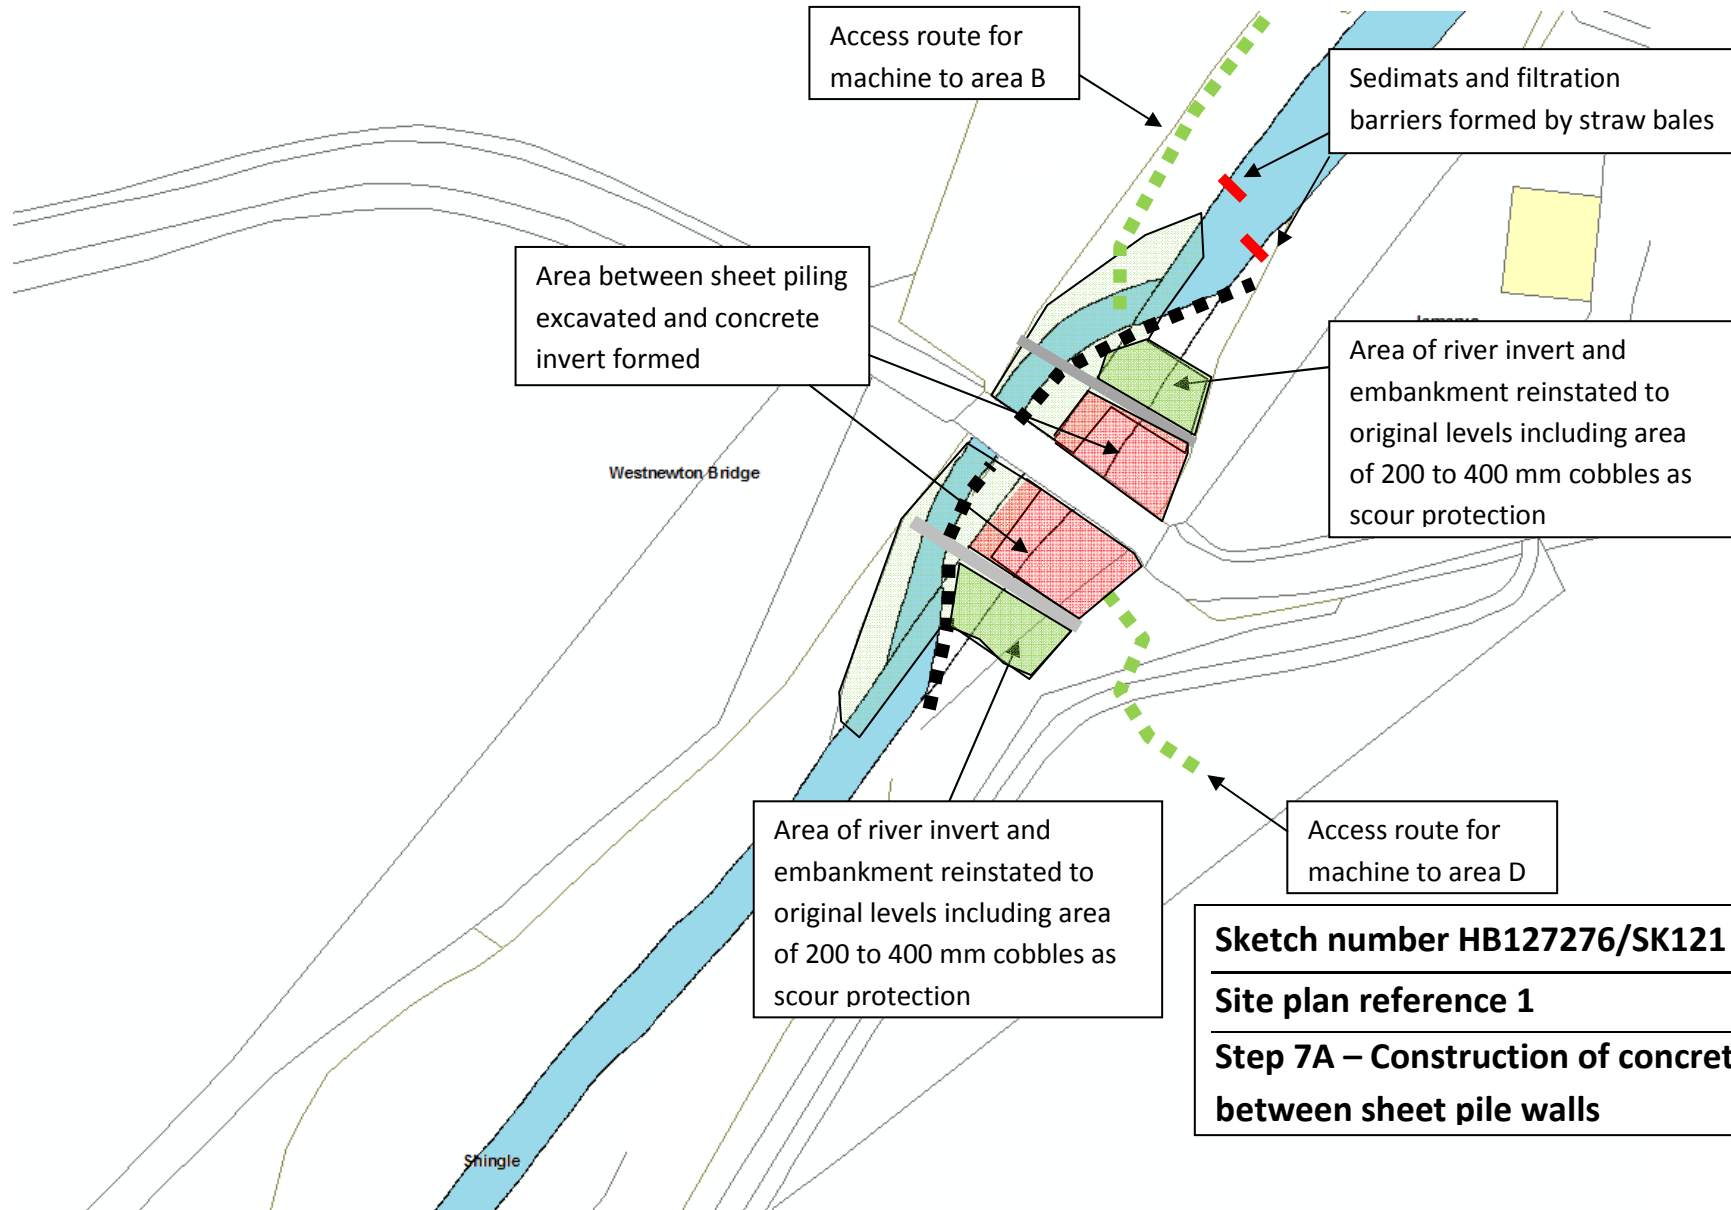 Access route for
machine to area B
Sedimats and filtration
barriers formed by straw bales
Area between sheet piling
excavated and concrete
invert formed
Area of river invert and
embankment reinstated to
original levels including area
of 200 to 400 mm cobbles as
scour protection
Westnewton Bridge
Area of river invert and
embankment reinstated to
original levels including area
of 200 to 400 mm cobbles as
scour protection
Access route for
machine to area D
Sketch number HB127276/SK121
Site plan reference 1
Step 7A – Construction of concret
between sheet pile walls
Shingle